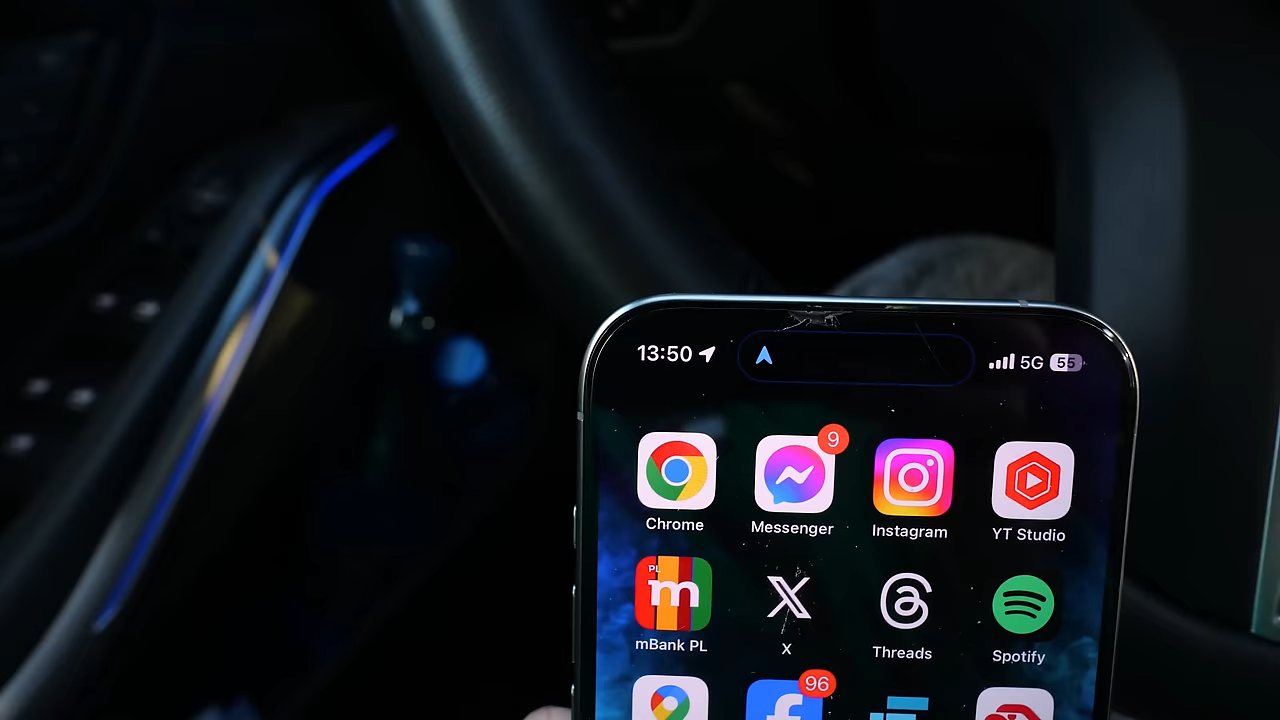 13:50
5G 55
9
Chrome Messenger Instagram YT Studio
PL
m
mBank PL X Threads Spotify
96
f